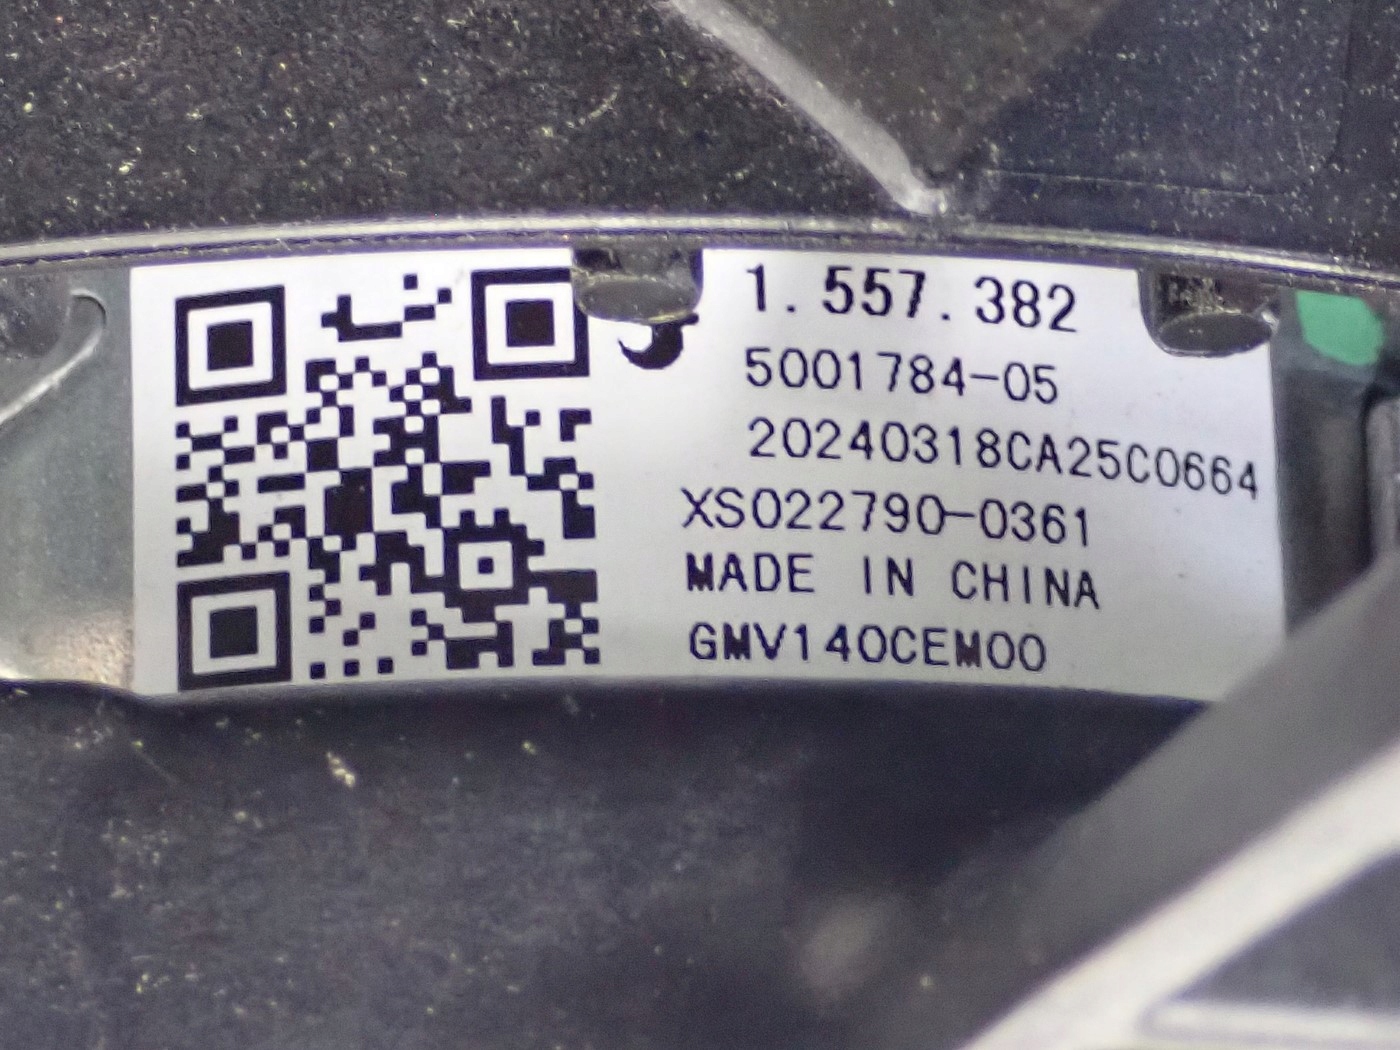 1.557.382
5001784-05
20240318CA25C0664
XS022790-0361
MADE IN CHINA
GMV140CEM00